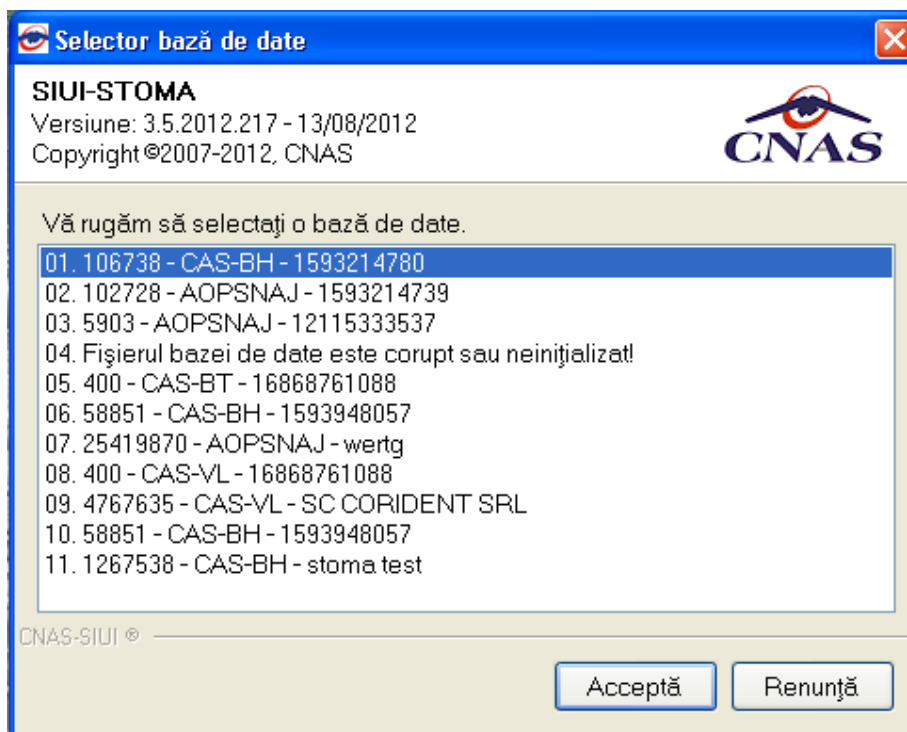 Selector bază de date
SIUI-STOMA
Versiune: 3.5.2012.217 - 13/08/2012
Copyright ©2007-2012, CNAS
CNAS
Vă rugăm să selectați o bază de date.
01. 106738 - CAS-BH - 1593214780
02. 102728 - AOPSNAJ - 1593214739
03. 5903 - AOPSNAJ - 12115333537
04. Fişierul bazei de date este corupt sau neiniţializat!
05. 400 - CAS-BT - 16868761088
06. 58851 - CAS-BH - 1593948057
07. 25419870 - AOPSNAJ - wertg
08. 400 - CAS-VL - 16868761088
09. 4767635 - CAS-VL - SC CORIDENT SRL
10. 58851 - CAS-BH - 1593948057
11. 1267538 - CAS-BH - stoma test
CNAS-SIUI ®
Acceptă
Renunţă